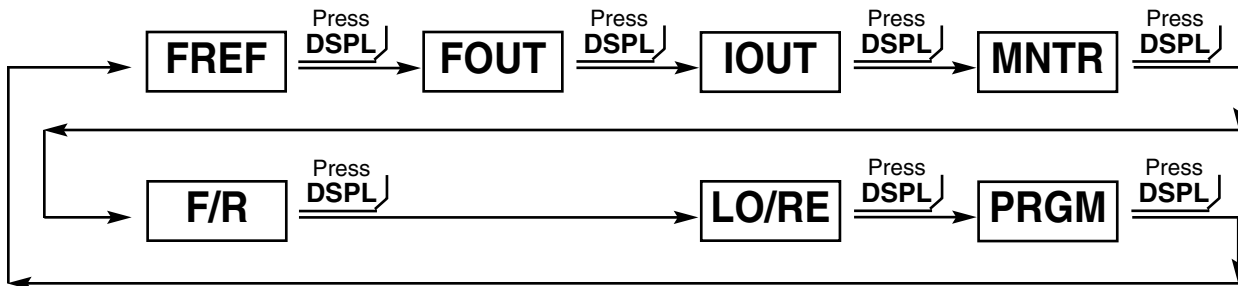 Press
DSPL
Press
DSPL
Press
DSPL
Press
DSPL
FREF
FOUT
IOUT
MNTR
Press
DSPL
Press
DSPL
Press
DSPL
F/R
LO/RE
PRGM